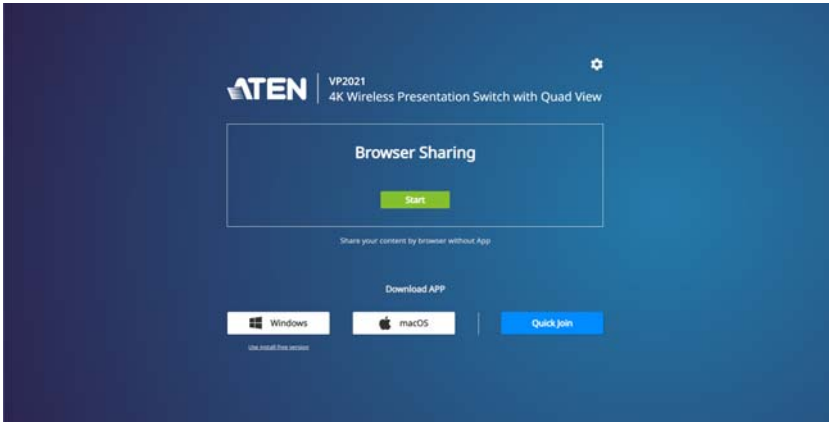 ATEN
VP2021
4K Wireless Presentation Switch with Quad View
Browser Sharing
Start
Share your content by browser without App
Download APP
Windows
macOS
Quick Join
Use install free version